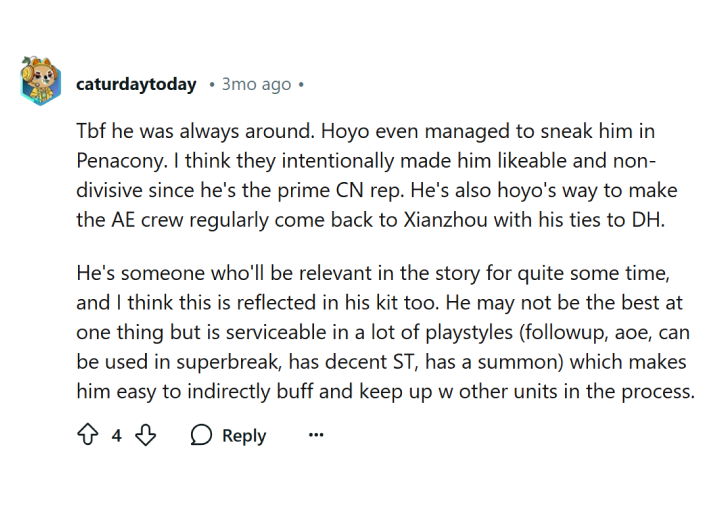 caturdaytoday • 3mo ago •
Tbf he was always around. Hoyo even managed to sneak him in
Penacony. I think they intentionally made him likeable and non-
divisive since he's the prime CN rep. He's also hoyo's way to make
the AE crew regularly come back to Xianzhou with his ties to DH.
He's someone who'll be relevant in the story for quite some time,
and I think this is reflected in his kit too. He may not be the best at
one thing but is serviceable in a lot of playstyles (followup, aoe, can
be used in superbreak, has decent ST, has a summon) which makes
him easy to indirectly buff and keep up w other units in the process.
4 Reply ...